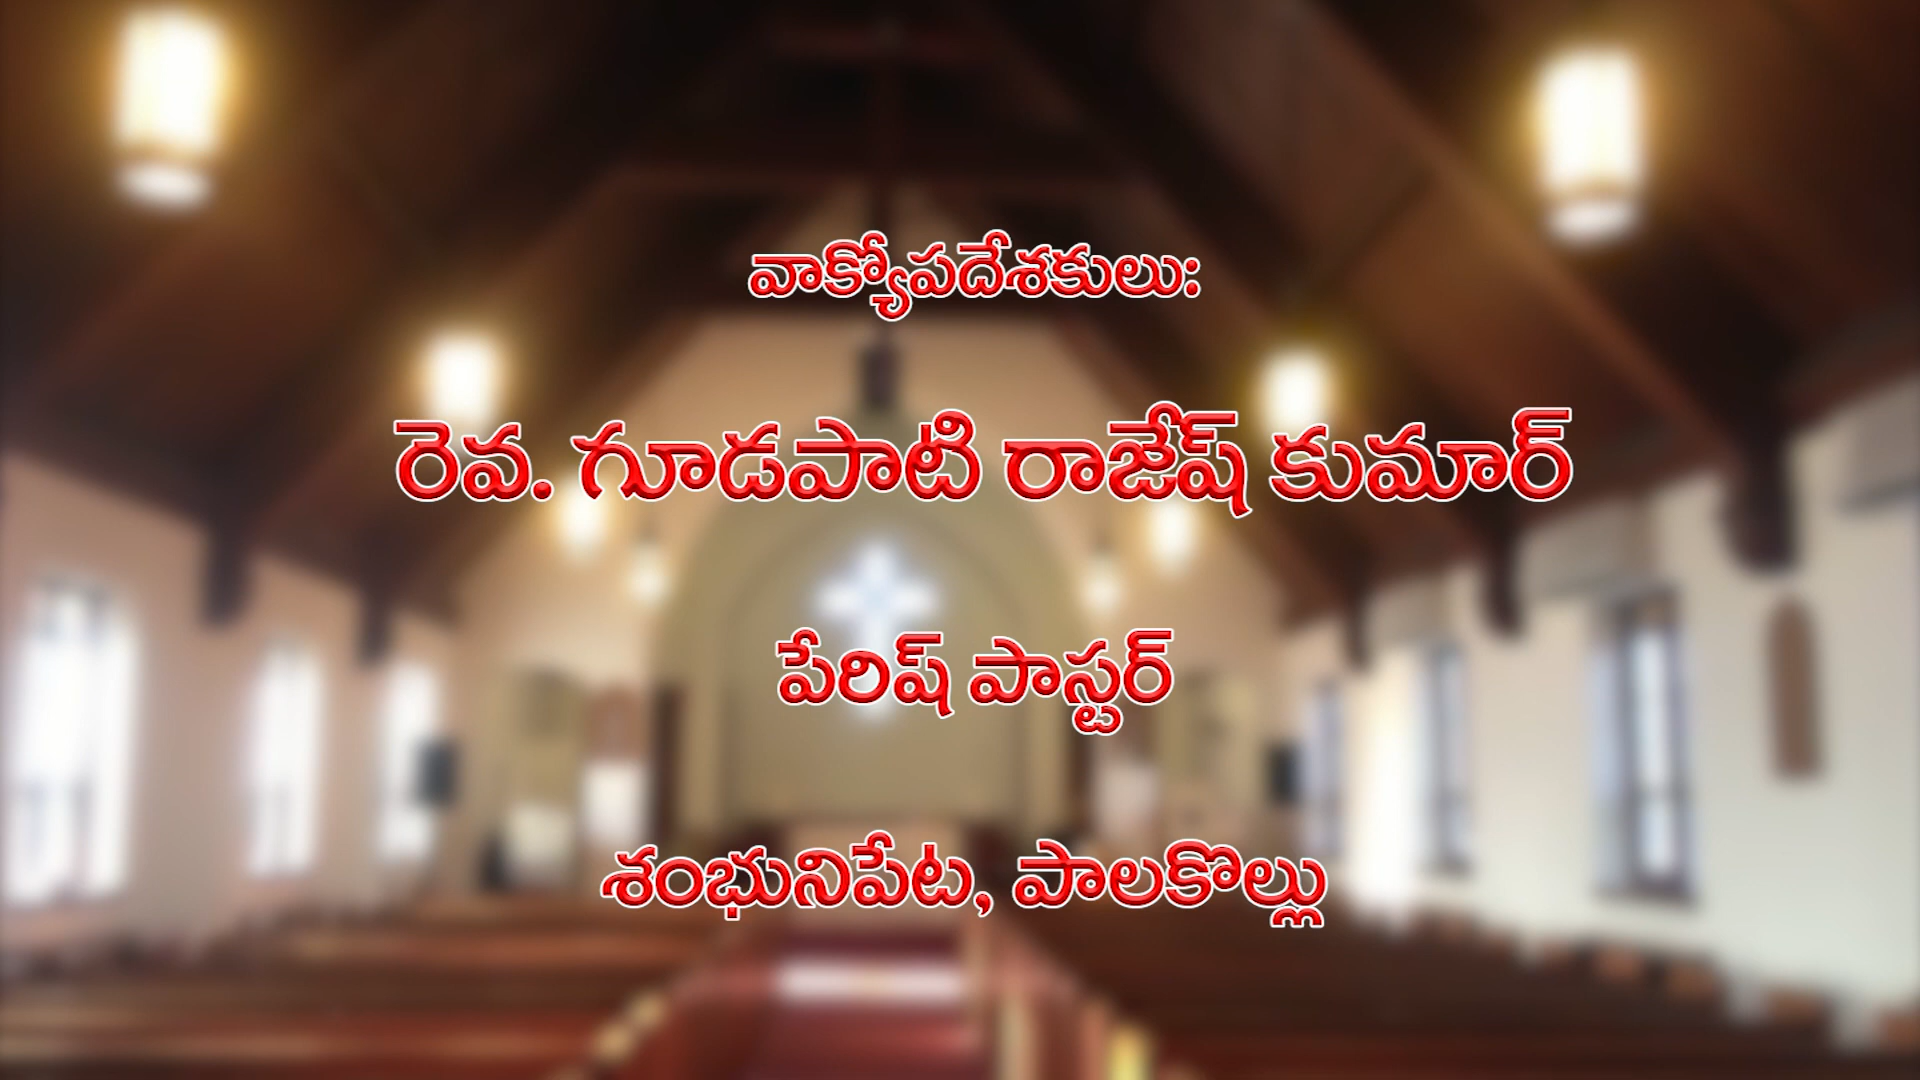 వాక్యోపదేశకులు:
రెవ. గూడపాటి రాజేష్ కుమార్
పేరిష్ పాస్టర్
శంభునిపేట, పాలకొల్లు